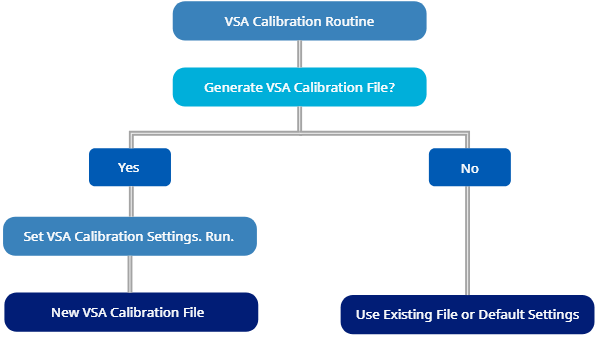 VSA Calibration Routine
Generate VSA Calibration File?
Yes
No
Set VSA Calibration Settings. Run.
New VSA Calibration File
Use Existing File or Default Settings